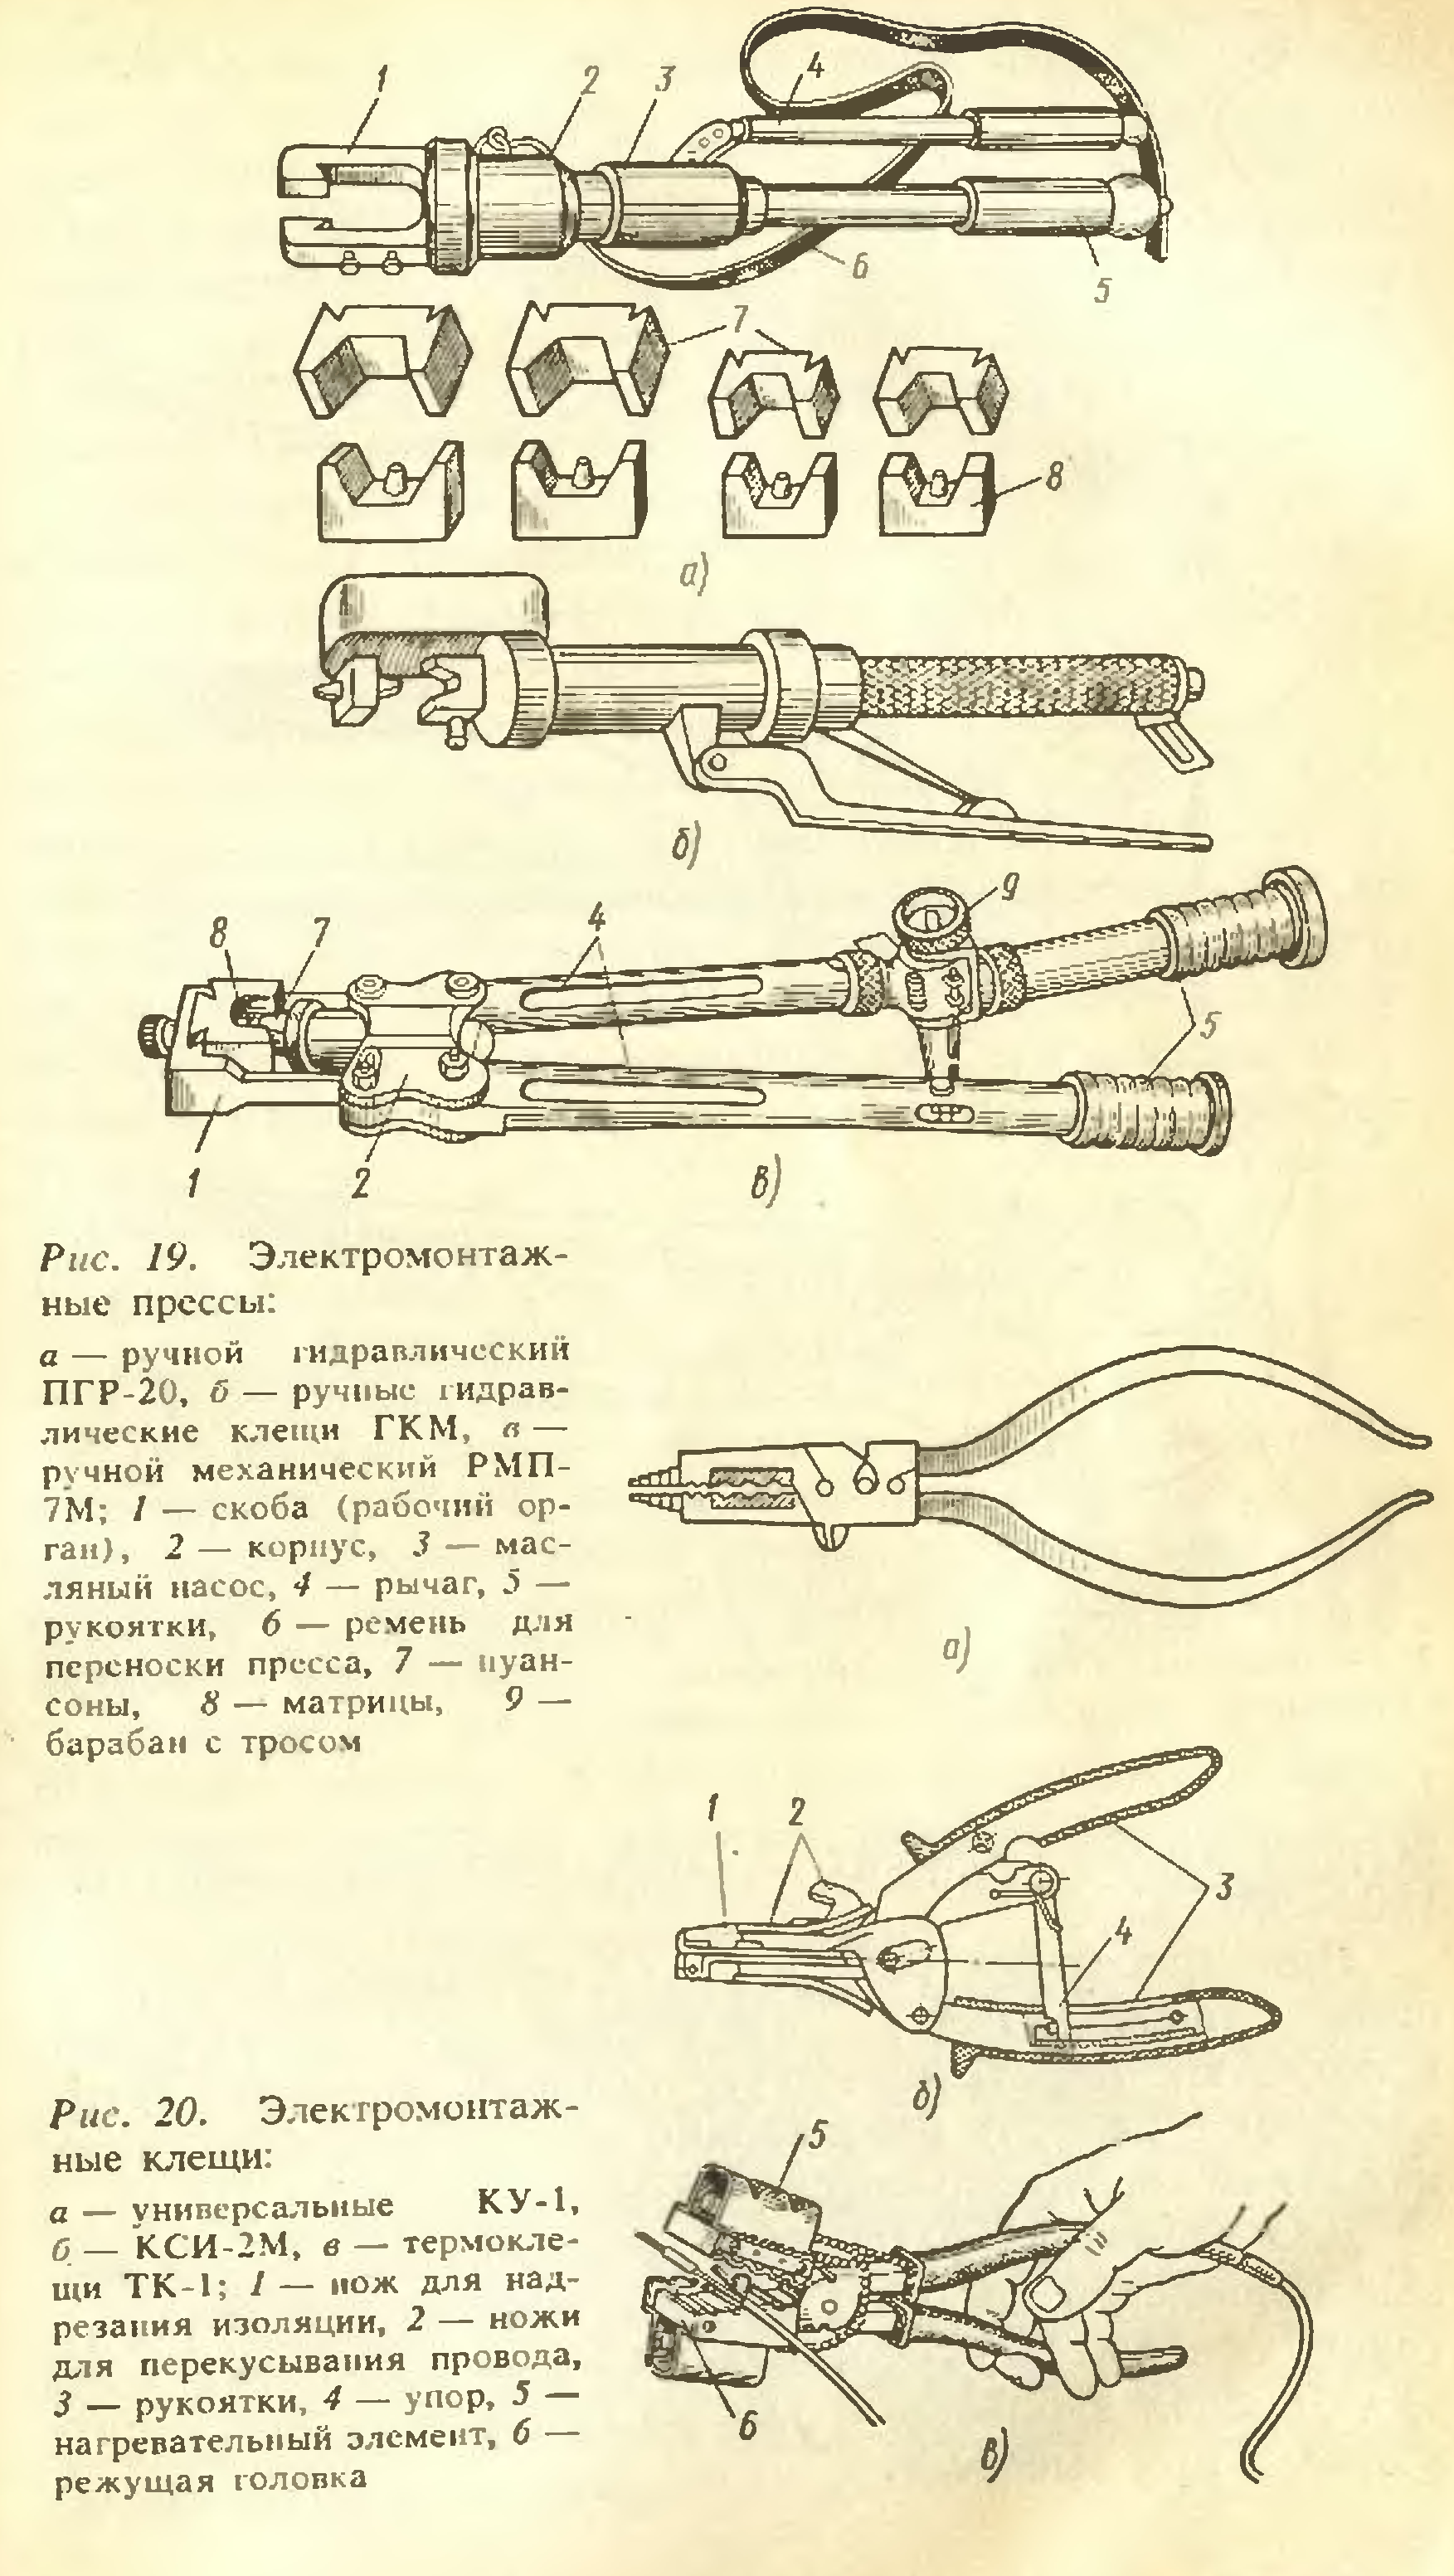 1
2
3
4
6
5
7
8
а)
б)
9
8
7
4
5
1
2
в)
Рис. 19. Электромонтаж-
ные прессы:
а — ручной гидравлический
ПГР-20, б — ручные гидрав-
лические клещи ГКМ, в —
ручной механический РМП-
7М; 1 — скоба (рабочий ор-
ган), 2 — корпус, 3 — мас-
ляный насос, 4 — рычаг, 5 —
рукоятки, 6 — ремень для
переноски пресса, 7 — пуан-
соны, 8 — матрицы, 9 —
барабан с тросом
а)
1
2
3
4
б)
Рис. 20. Электромонтаж-
ные клещи:
а — универсальные КУ-1,
б — КСИ-2М, в — термокле-
щи ТК-1; 1 — нож для над-
резания изоляции, 2 — ножи
для перекусывания провода,
3 — рукоятки, 4 — упор, 5 —
нагревательный элемент, 6 —
режущая головка
5
6
в)